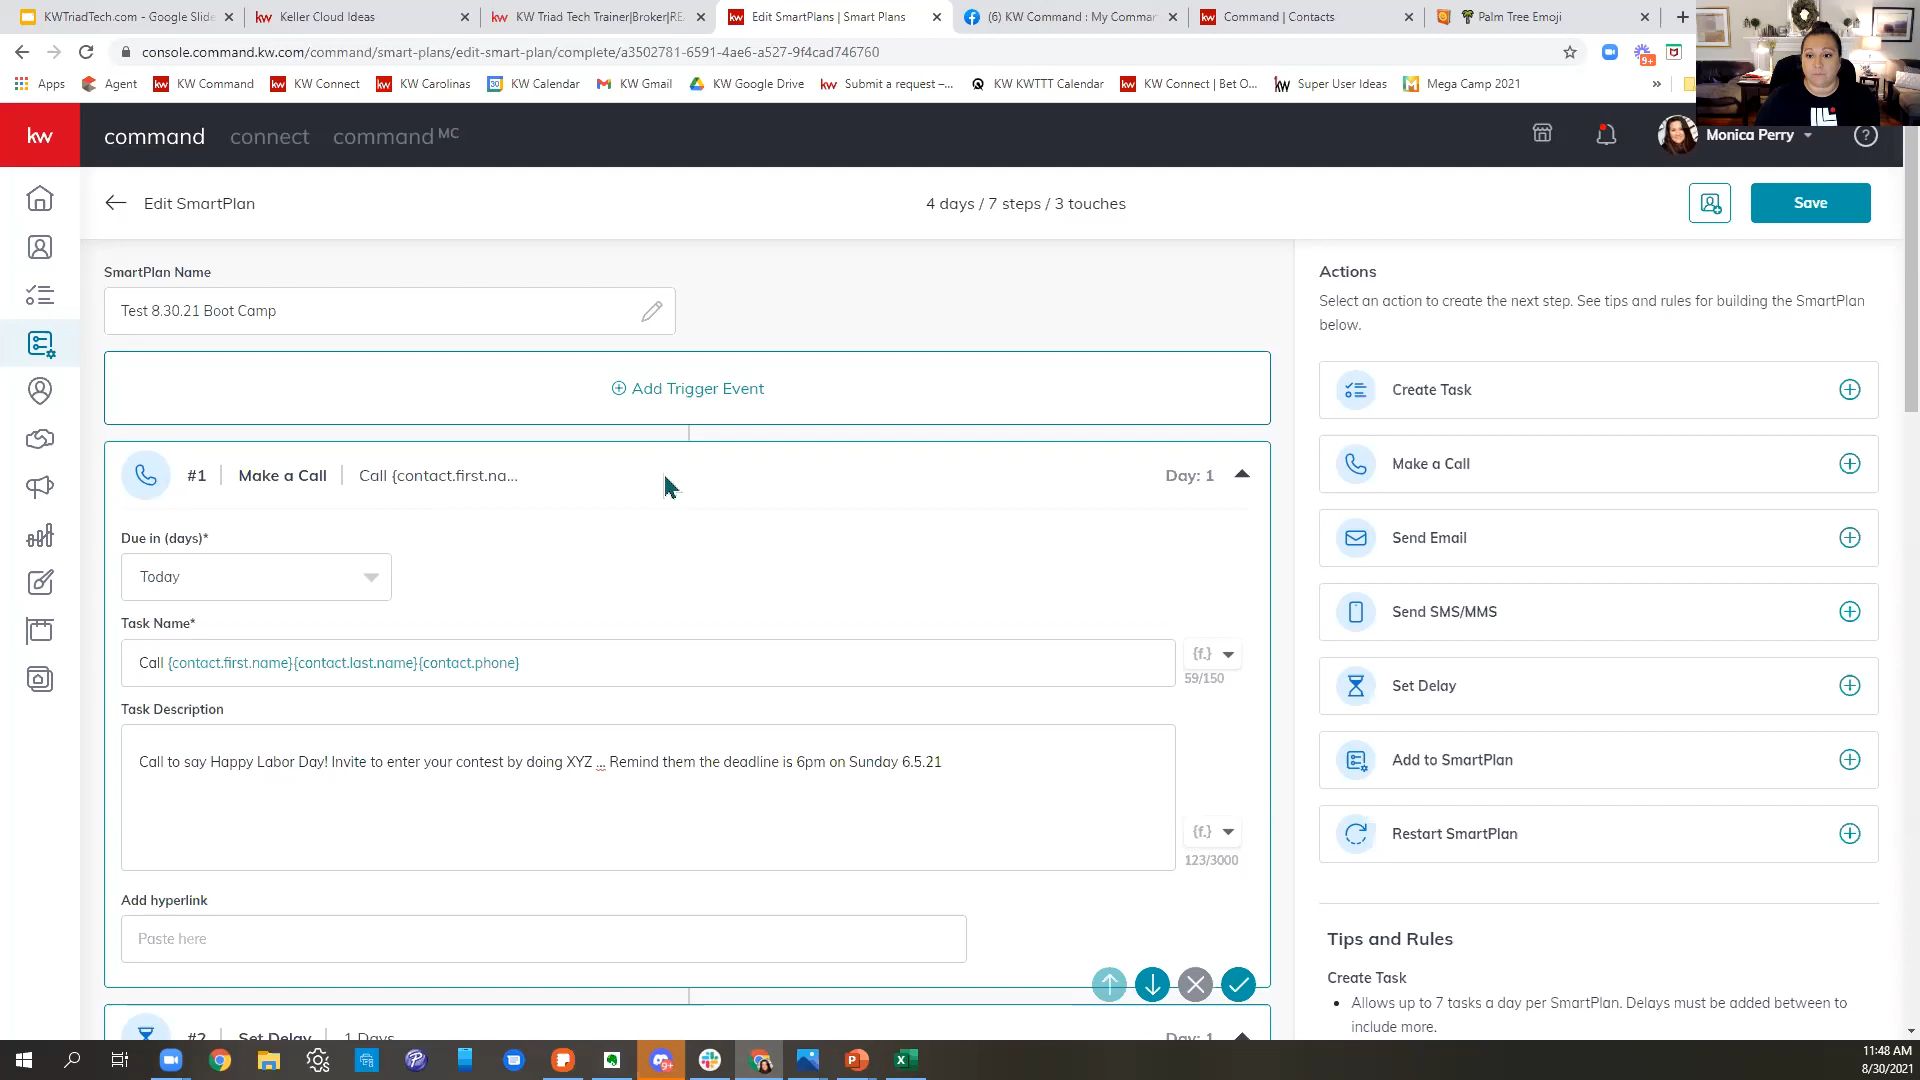 KWTriadTech.com - Google Slide
Keller Cloud Ideas
KW Triad Tech Trainer|Broker|RE
Edit SmartPlans | Smart Plans
(6) KW Command : My Comman
Command | Contacts
Palm Tree Emoji
console.command.kw.com/command/smart-plans/edit-smart-plan/complete/a3502781-6591-4ae6-a527-9f4cad746760
9+
Apps
Agent
KW Command
KW Connect
KW Carolinas
KW Calendar
KW Gmail
KW Google Drive
Submit a request –...
KW KWTTT Calendar
KW Connect | Bet O...
Super User Ideas
Mega Camp 2021
»
kw
command
connect
command MC
Monica Perry
Edit SmartPlan
4 days / 7 steps / 3 touches
Save
SmartPlan Name
Test 8.30.21 Boot Camp
Add Trigger Event
#1 | Make a Call | Call {contact.first.na...
Day: 1
Due in (days)*
Today
Task Name*
Call {contact.first.name}{contact.last.name}{contact.phone}
{f.}
59/150
Task Description
Call to say Happy Labor Day! Invite to enter your contest by doing XYZ ... Remind them the deadline is 6pm on Sunday 6.5.21
{f.}
123/3000
Add hyperlink
Paste here
#2 | Set Delay | 1 Days
Day: 1
Actions
Select an action to create the next step. See tips and rules for building the SmartPlan
below.
Create Task
Make a Call
Send Email
Send SMS/MMS
Set Delay
Add to SmartPlan
Restart SmartPlan
Tips and Rules
Create Task
• Allows up to 7 tasks a day per SmartPlan. Delays must be added between to
include more.
11:48 AM
8/30/2021